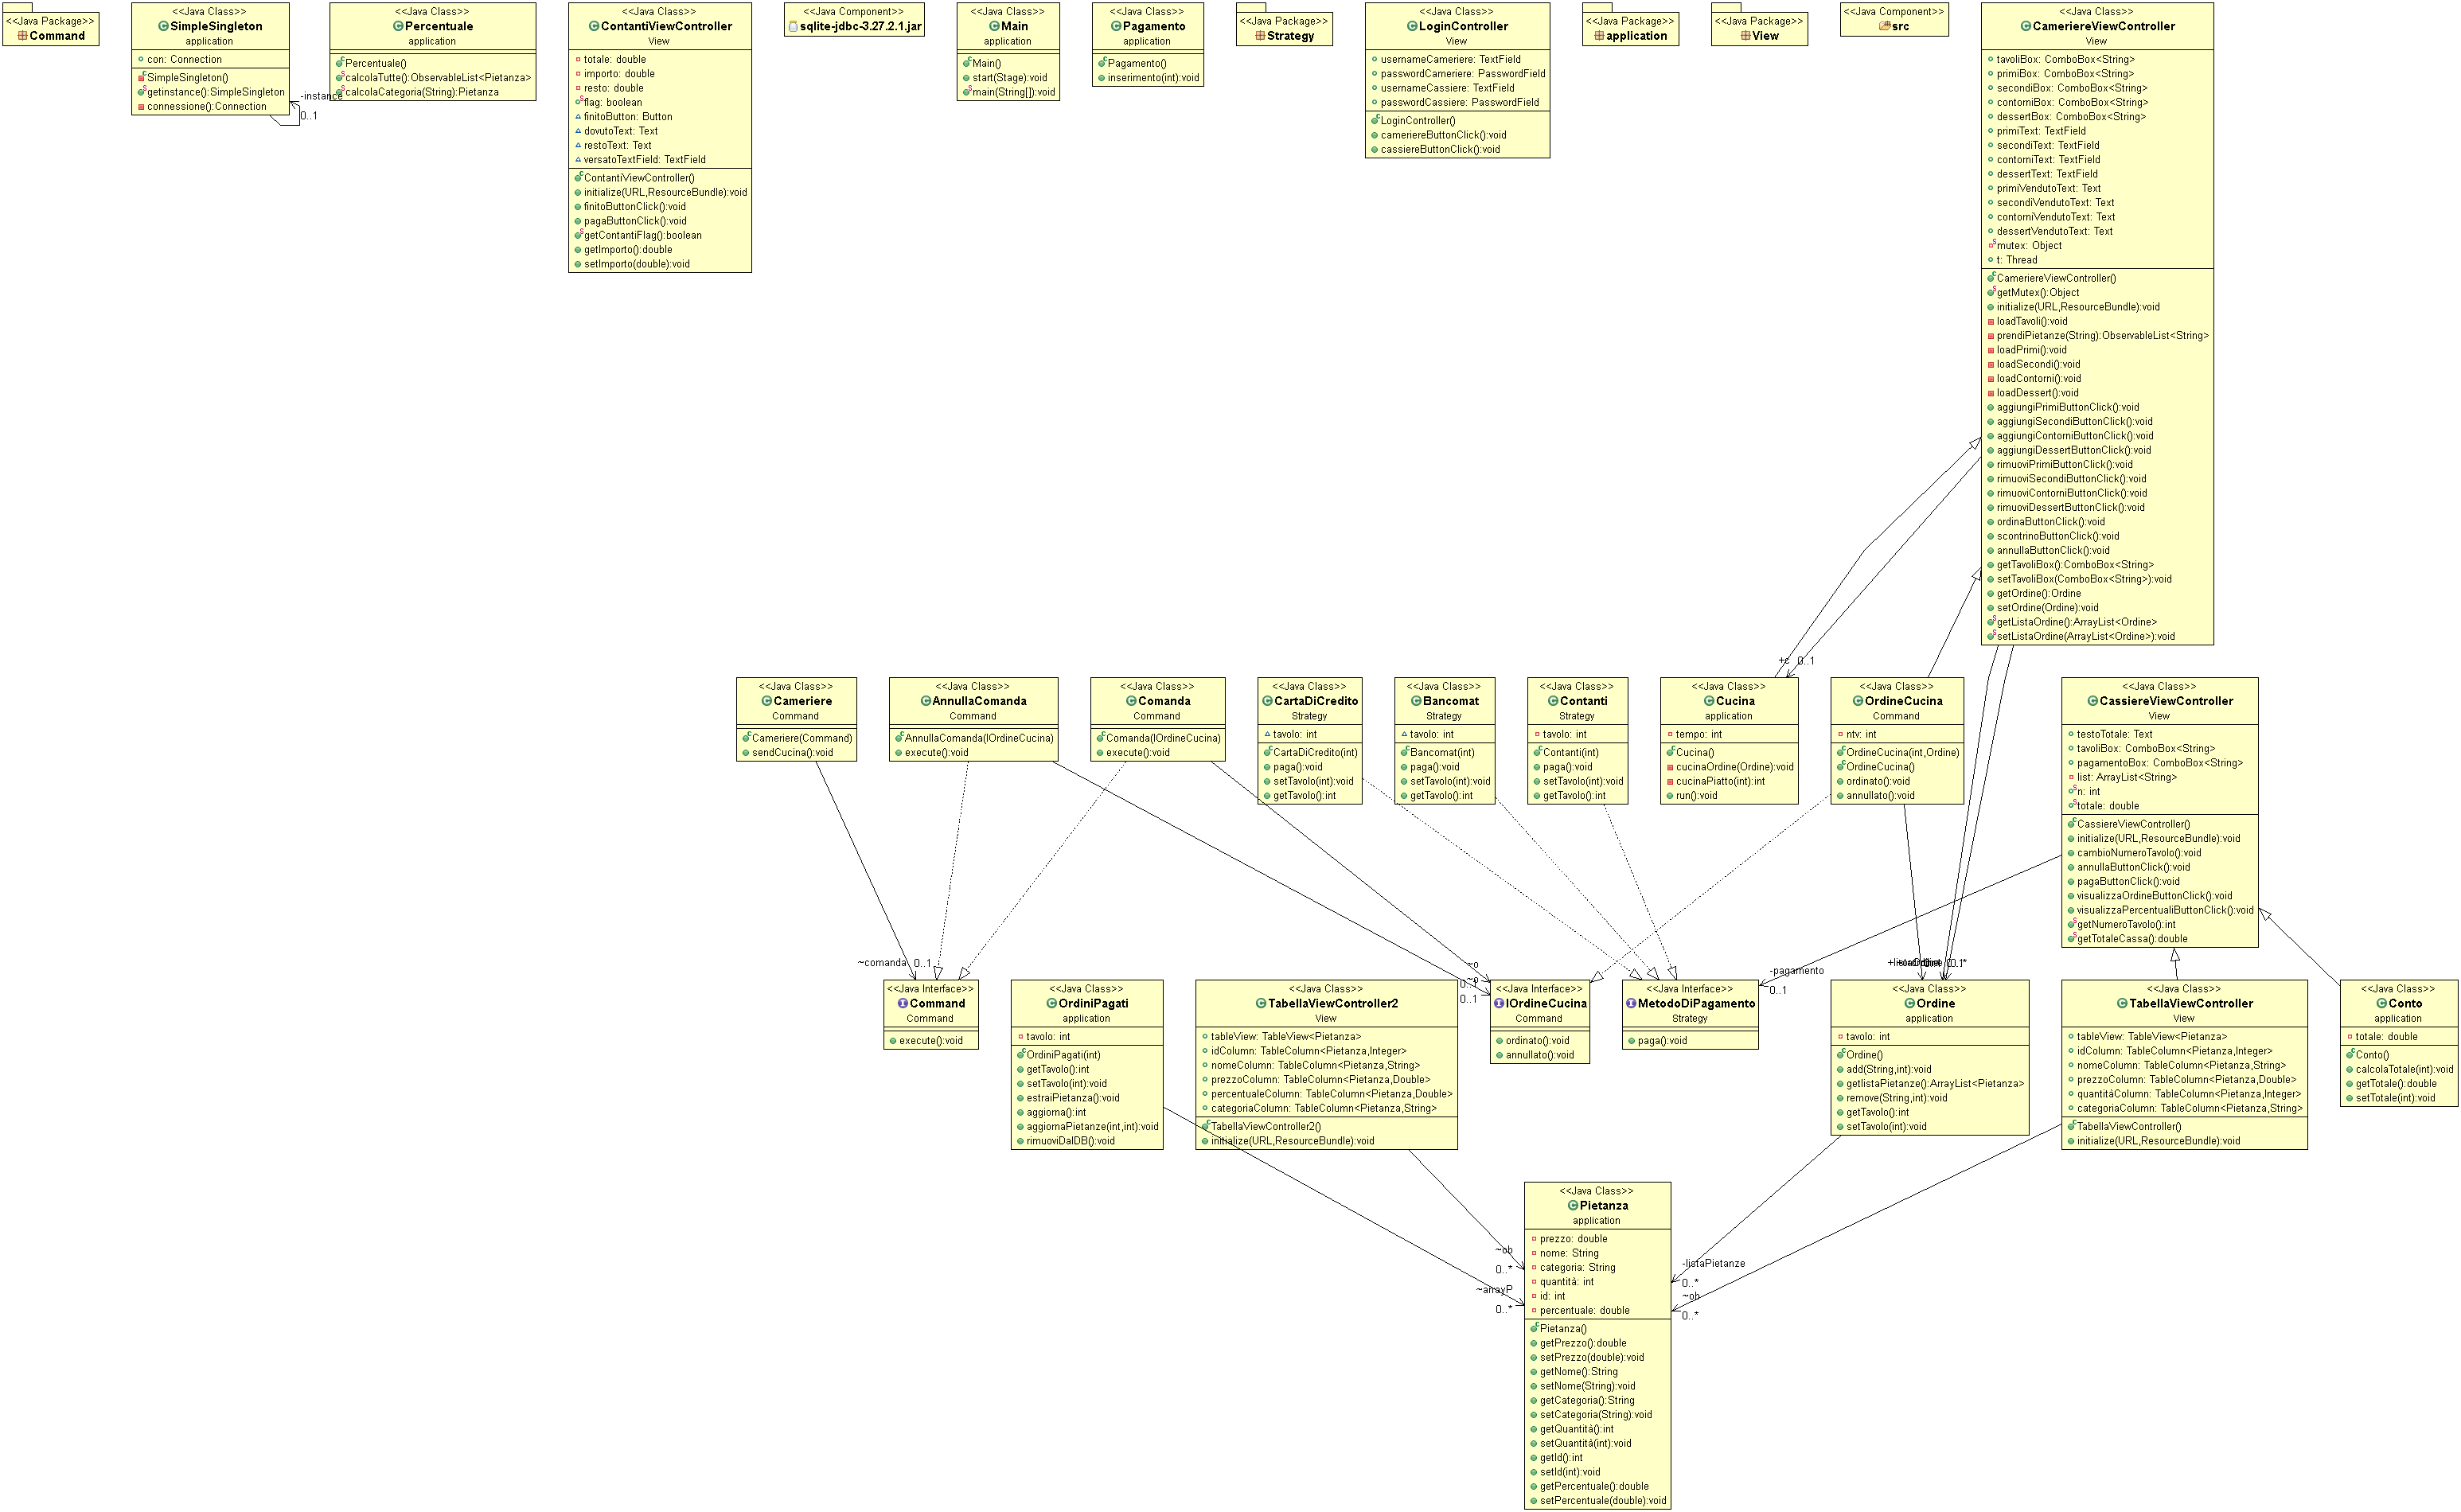 <<Java Package>>
Command
<<Java Class>>
SimpleSingleton
application
con: Connection
SimpleSingleton()
getinstance():SimpleSingleton
connessione():Connection
-instance
0..1
<<Java Class>>
Percentuale
application
Percentuale()
calcolaTutte():ObservableList<Pietanza>
calcolaCategoria(String):Pietanza
<<Java Class>>
ContantiViewController
View
totale: double
importo: double
resto: double
flag: boolean
finitoButton: Button
dovutoText: Text
restoText: Text
versatoTextField: TextField
ContantiViewController()
initialize(URL,ResourceBundle):void
finitoButtonClick():void
pagaButtonClick():void
getContantiFlag():boolean
getImporto():double
setImporto(double):void
<<Java Component>>
sqlite-jdbc-3.27.2.1.jar
<<Java Class>>
Main
application
Main()
start(Stage):void
main(String[]):void
<<Java Class>>
Pagamento
application
Pagamento()
inserimento(int):void
<<Java Package>>
Strategy
<<Java Class>>
LoginController
View
usernameCameriere: TextField
passwordCameriere: PasswordField
usernameCassiere: TextField
passwordCassiere: PasswordField
LoginController()
cameriereButtonClick():void
cassiereButtonClick():void
<<Java Package>>
application
<<Java Package>>
View
<<Java Component>>
src
<<Java Class>>
CameriereViewController
View
tavoliBox: ComboBox<String>
primiBox: ComboBox<String>
secondiBox: ComboBox<String>
contorniBox: ComboBox<String>
dessertBox: ComboBox<String>
primiText: TextField
secondiText: TextField
contorniText: TextField
dessertText: TextField
primiVendutoText: Text
secondiVendutoText: Text
contorniVendutoText: Text
dessertVendutoText: Text
mutex: Object
t: Thread
CameriereViewController()
getMutex():Object
initialize(URL,ResourceBundle):void
loadTavoli():void
prendiPietanze(String):ObservableList<String>
loadPrimi():void
loadSecondi():void
loadContorni():void
loadDessert():void
aggiungiPrimiButtonClick():void
aggiungiSecondiButtonClick():void
aggiungiContorniButtonClick():void
aggiungiDessertButtonClick():void
rimuoviPrimiButtonClick():void
rimuoviSecondiButtonClick():void
rimuoviContorniButtonClick():void
rimuoviDessertButtonClick():void
ordinaButtonClick():void
scontrinoButtonClick():void
annullaButtonClick():void
getTavoliBox():ComboBox<String>
setTavoliBox(ComboBox<String>):void
getOrdine():Ordine
setOrdine(Ordine):void
getListaOrdine():ArrayList<Ordine>
setListaOrdine(ArrayList<Ordine>):void
+c 0..1
<<Java Class>>
Cameriere
Command
Cameriere(Command)
sendCucina():void
<<Java Class>>
AnnullaComanda
Command
AnnullaComanda(IOrdineCucina)
execute():void
<<Java Class>>
Comanda
Command
Comanda(IOrdineCucina)
execute():void
<<Java Class>>
CartaDiCredito
Strategy
tavolo: int
CartaDiCredito(int)
paga():void
setTavolo(int):void
getTavolo():int
<<Java Class>>
Bancomat
Strategy
tavolo: int
Bancomat(int)
paga():void
setTavolo(int):void
getTavolo():int
<<Java Class>>
Contanti
Strategy
tavolo: int
Contanti(int)
paga():void
setTavolo(int):void
getTavolo():int
<<Java Class>>
Cucina
application
tempo: int
Cucina()
cucinaOrdine(Ordine):void
cucinaPiatto(int):int
run():void
<<Java Class>>
OrdineCucina
Command
ntv: int
OrdineCucina(int,Ordine)
OrdineCucina()
ordinato():void
annullato():void
<<Java Class>>
CassiereViewController
View
testoTotale: Text
tavoliBox: ComboBox<String>
pagamentoBox: ComboBox<String>
list: ArrayList<String>
n: int
totale: double
CassiereViewController()
initialize(URL,ResourceBundle):void
cambioNumeroTavolo():void
annullaButtonClick():void
pagaButtonClick():void
visualizzaOrdineButtonClick():void
visualizzaPercentualiButtonClick():void
getNumeroTavolo():int
getTotaleCassa():double
~comanda 0..1
~o
0..1
0..1
-pagamento
0..1
<<Java Interface>>
Command
Command
execute():void
<<Java Class>>
OrdiniPagati
application
tavolo: int
OrdiniPagati(int)
getTavolo():int
setTavolo(int):void
estraiPietanza():void
aggiorna():int
aggiornaPietanze(int,int):void
rimuoviDalDB():void
<<Java Class>>
TabellaViewController2
View
tableView: TableView<Pietanza>
idColumn: TableColumn<Pietanza,Integer>
nomeColumn: TableColumn<Pietanza,String>
prezzoColumn: TableColumn<Pietanza,Double>
percentualeColumn: TableColumn<Pietanza,Double>
categoriaColumn: TableColumn<Pietanza,String>
TabellaViewController2()
initialize(URL,ResourceBundle):void
<<Java Interface>>
IOrdineCucina
Command
ordinato():void
annullato():void
<<Java Interface>>
MetodoDiPagamento
Strategy
paga():void
<<Java Class>>
Ordine
application
tavolo: int
Ordine()
add(String,int):void
getlistaPietanze():ArrayList<Pietanza>
remove(String,int):void
getTavolo():int
setTavolo(int):void
<<Java Class>>
TabellaViewController
View
tableView: TableView<Pietanza>
idColumn: TableColumn<Pietanza,Integer>
nomeColumn: TableColumn<Pietanza,String>
prezzoColumn: TableColumn<Pietanza,Double>
quantitàColumn: TableColumn<Pietanza,Integer>
categoriaColumn: TableColumn<Pietanza,String>
TabellaViewController()
initialize(URL,ResourceBundle):void
<<Java Class>>
Conto
application
totale: double
Conto()
calcolaTotale(int):void
getTotale():double
setTotale(int):void
~ob
0..*
~arrayP
0..*
-listaPietanze
0..*
~ob
0..*
<<Java Class>>
Pietanza
application
prezzo: double
nome: String
categoria: String
quantità: int
id: int
percentuale: double
Pietanza()
getPrezzo():double
setPrezzo(double):void
getNome():String
setNome(String):void
getCategoria():String
setCategoria(String):void
getQuantità():int
setQuantità(int):void
getId():int
setId(int):void
getPercentuale():double
setPercentuale(double):void